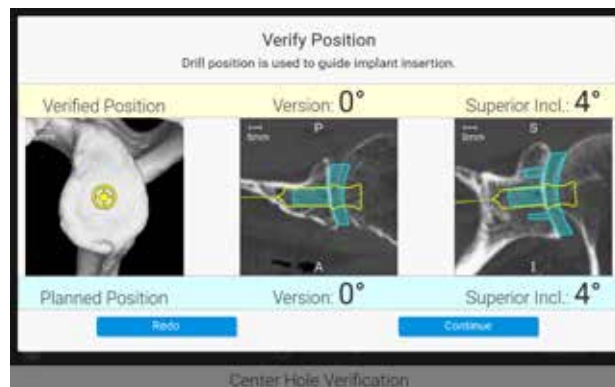 Verify Position
Drill position is used to guide implant insertion.
Verified Position Version: 0° Superior Incl.: 4°
P S
5mm
A I
Planned Position Version: 0° Superior Incl.: 4°
Redo Continue
Center Hole Verification